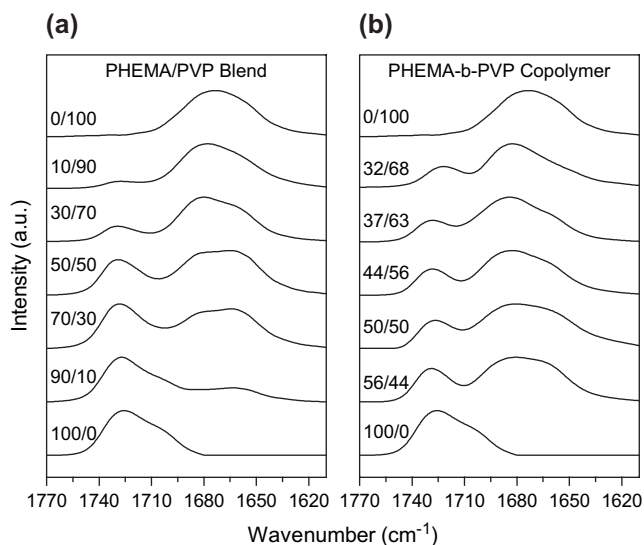 (a)
PHEMA/PVP Blend
0/100
10/90
30/70
50/50
70/30
90/10
100/0
1770 1740 1710 1680 1650 1620
(b)
PHEMA-b-PVP Copolymer
0/100
32/68
37/63
44/56
50/50
56/44
100/0
1770 1740 1710 1680 1650 1620
Intensity (a.u.)
Wavenumber (cm⁻¹)